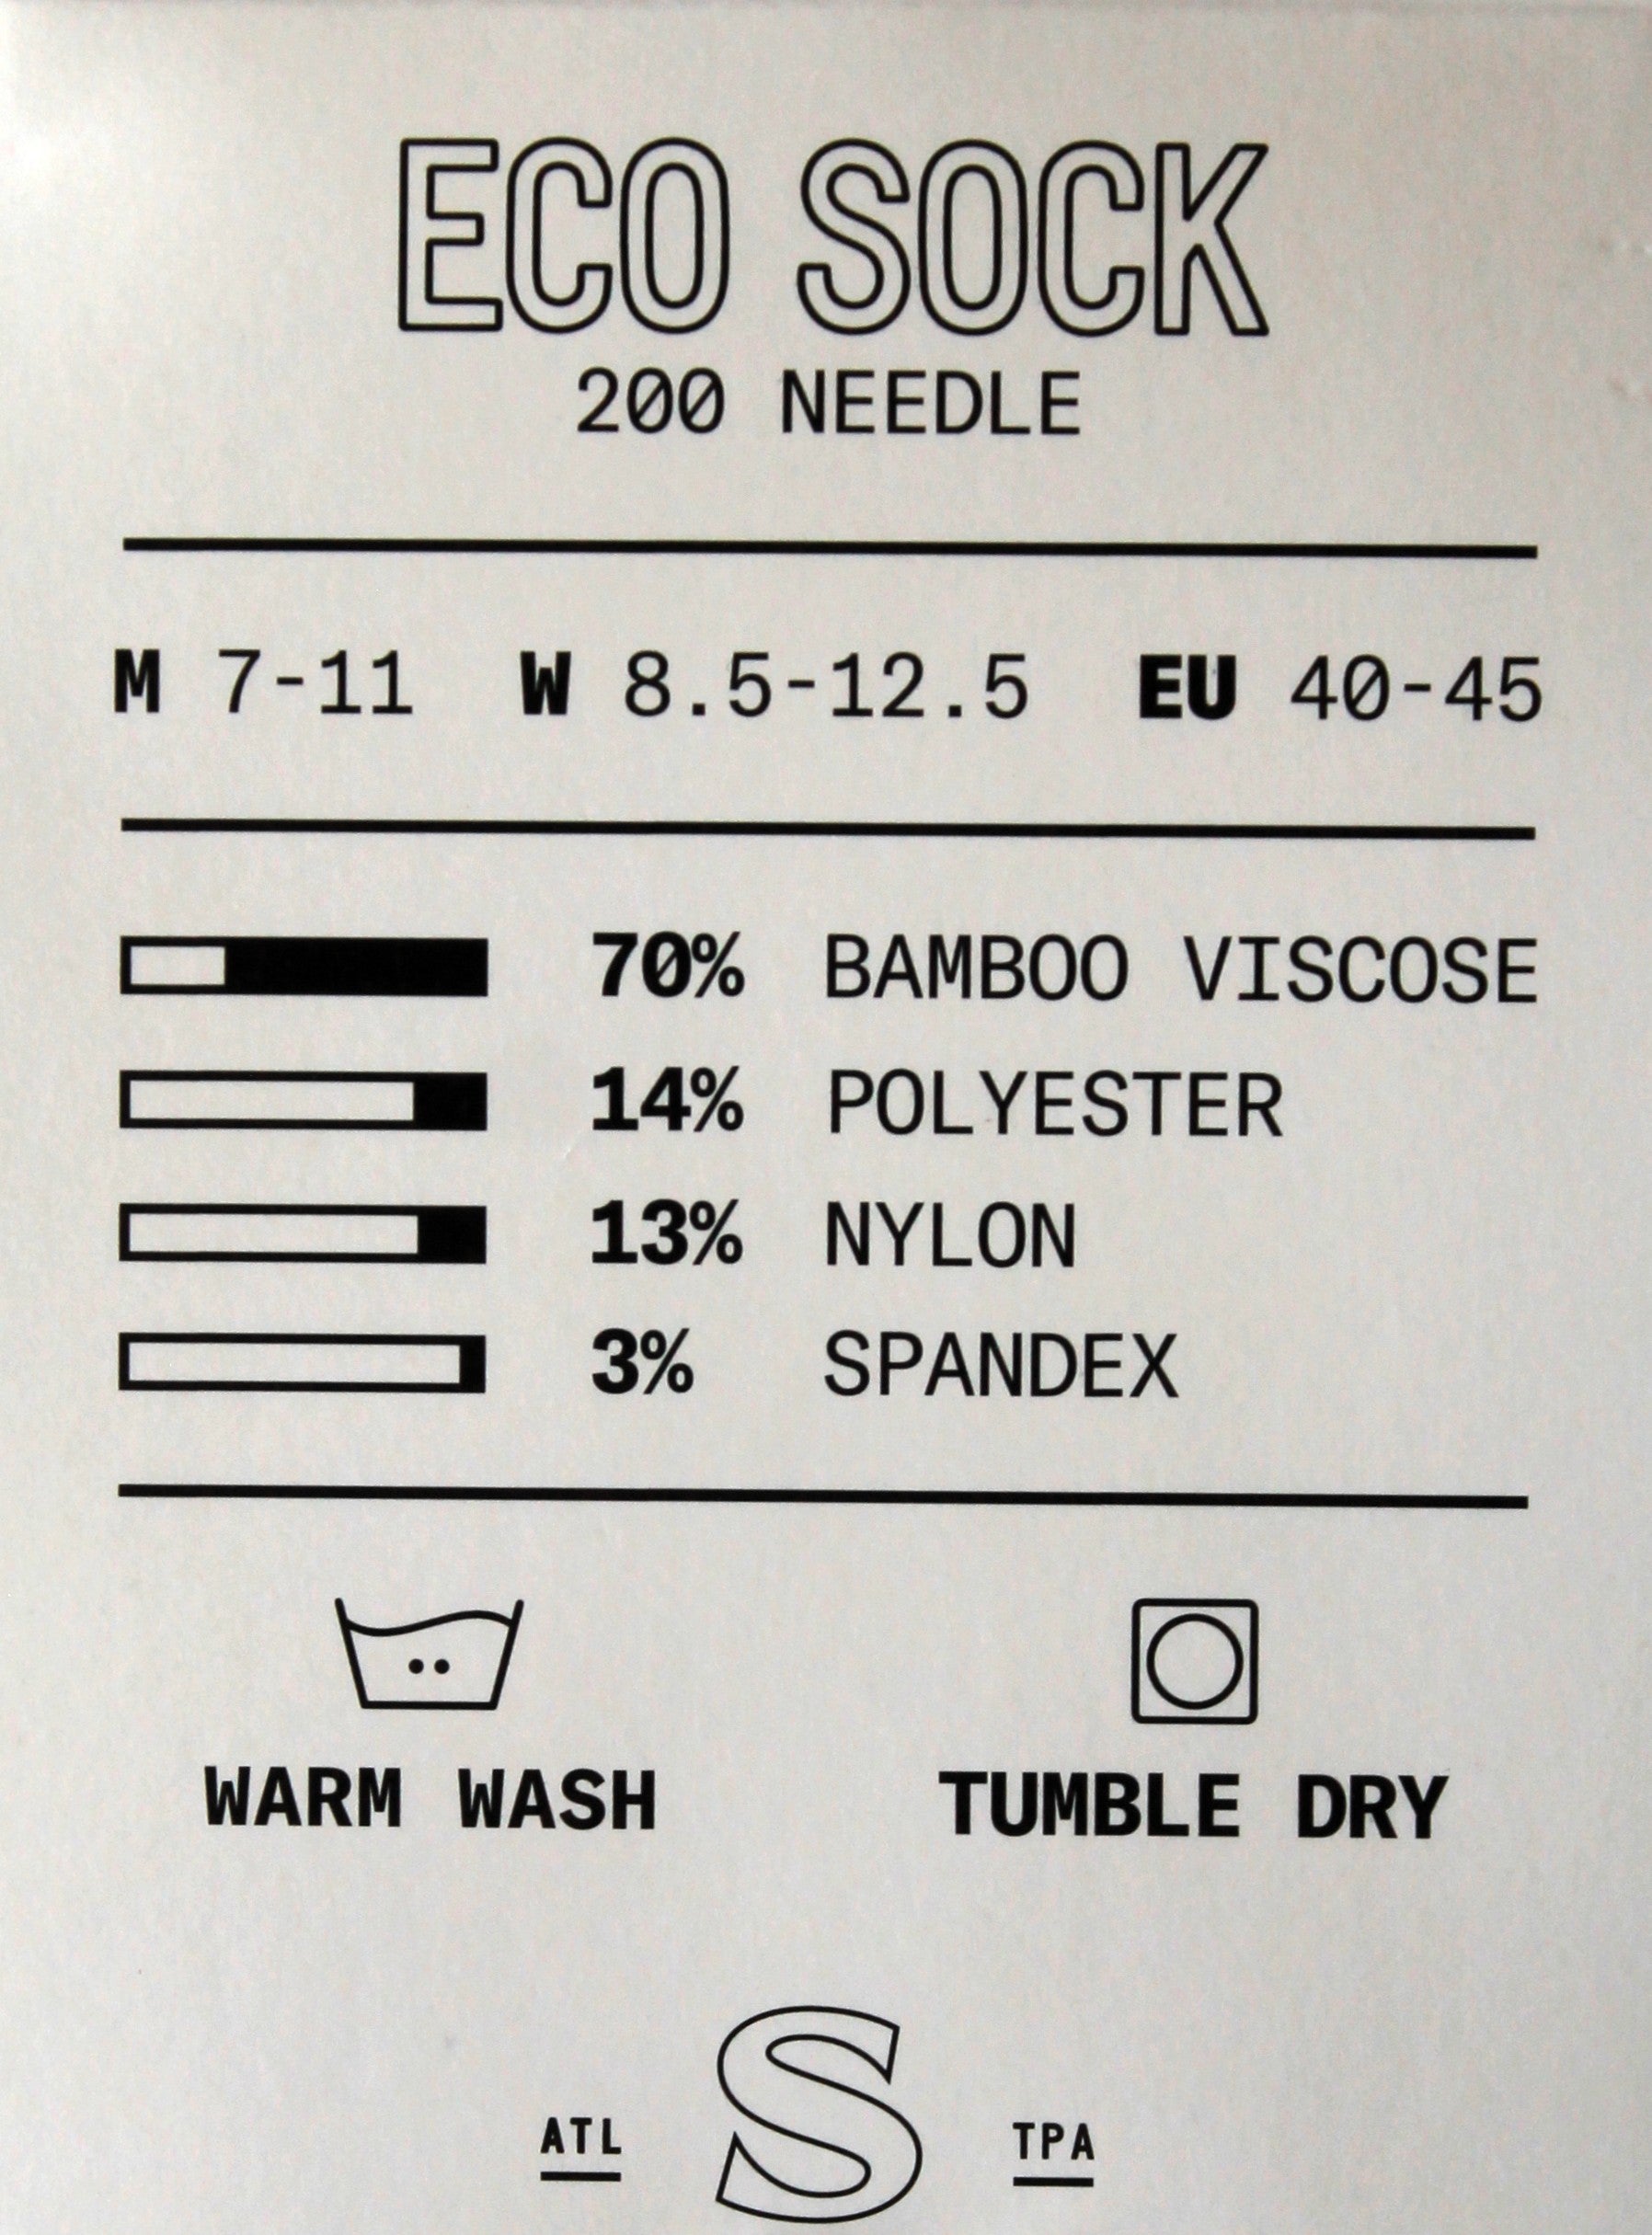 ECO SOCK
200 NEEDLE
M 7-11 W 8.5-12.5 EU 40-45
70% BAMBOO VISCOSE
14% POLYESTER
13% NYLON
3% SPANDEX
WARM WASH TUMBLE DRY
ATL S TPA